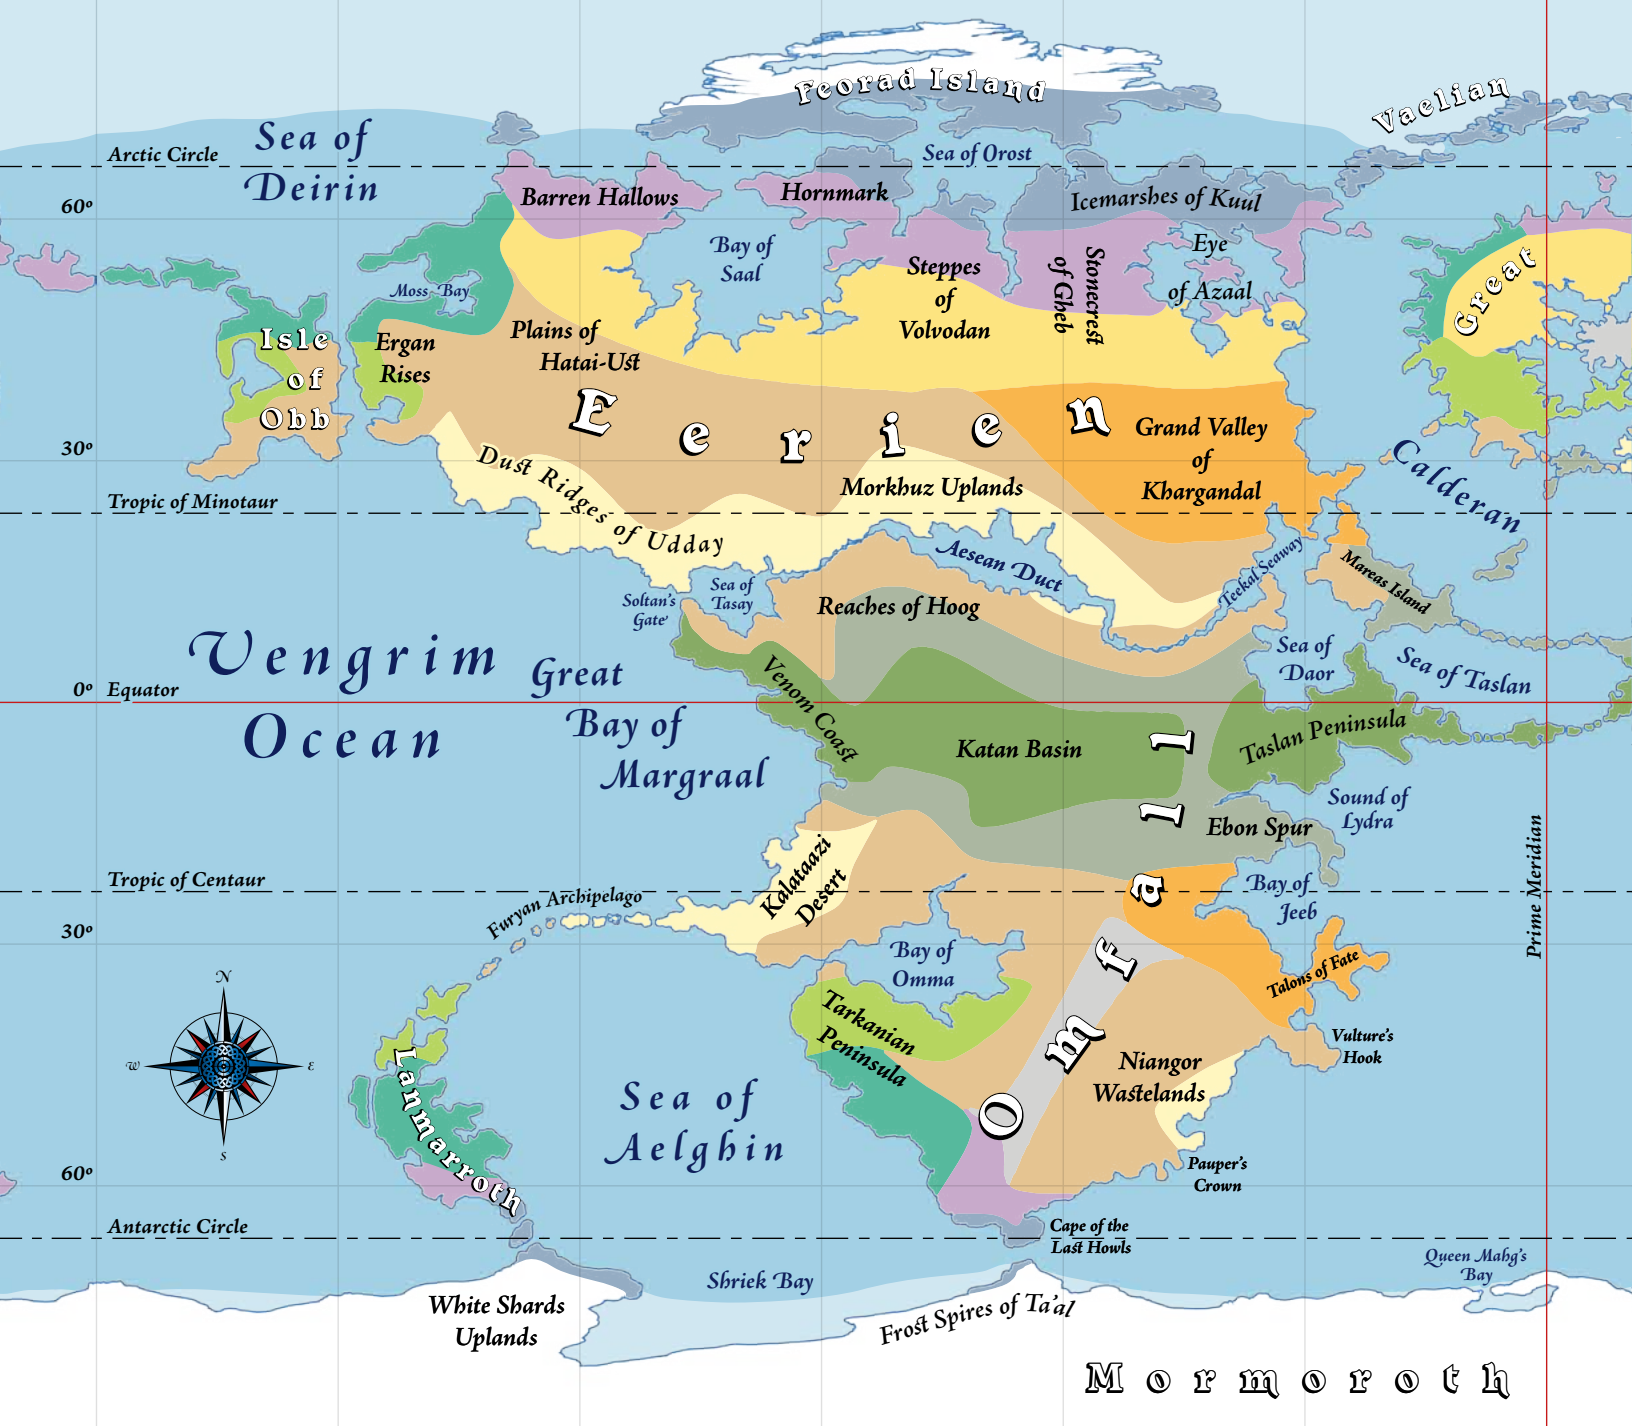 Feorad Island
Vaelian
Sea of
Deirin
Arctic Circle
Sea of Orost
60º
Barren Hallows
Hornmark
Icemarshes of Kuul
Bay of
Saal
Eye
of Azaal
Steppes
of
Volvodan
Stonecrest
of Gheb
Great
Moss Bay
Isle
of
Obb
Ergan
Rises
Plains of
Hatai-Ust
Eerien
Grand Valley
of
Khargandal
30º
Calderan
Dust Ridges of Udday
Morkhuz Uplands
Tropic of Minotaur
Aesean Duct
Teekal Seaway
Mareas Island
Sea of
Tasay
Soltan's
Gate
Reaches of Hoog
Vengrim
Ocean
Great
Bay of
Margraal
Sea of
Daor
Sea of Taslan
0º
Equator
Venom Coast
Katan Basin
Taslan Peninsula
Omfall
Sound of
Lydra
Ebon Spur
Prime Meridian
Kalataazi
Desert
Tropic of Centaur
Furyan Archipelago
Bay of
Jeeb
30º
Bay of
Omma
Talons of Fate
N
W
E
S
Tarkanian
Peninsula
Vulture's
Hook
Lanmarroth
Niangor
Wastelands
Sea of
Aelghin
60º
Pauper's
Crown
Antarctic Circle
Cape of the
Last Howls
Queen Mahg's
Bay
Shriek Bay
White Shards
Uplands
Frost Spires of Ta'al
Mormoroth